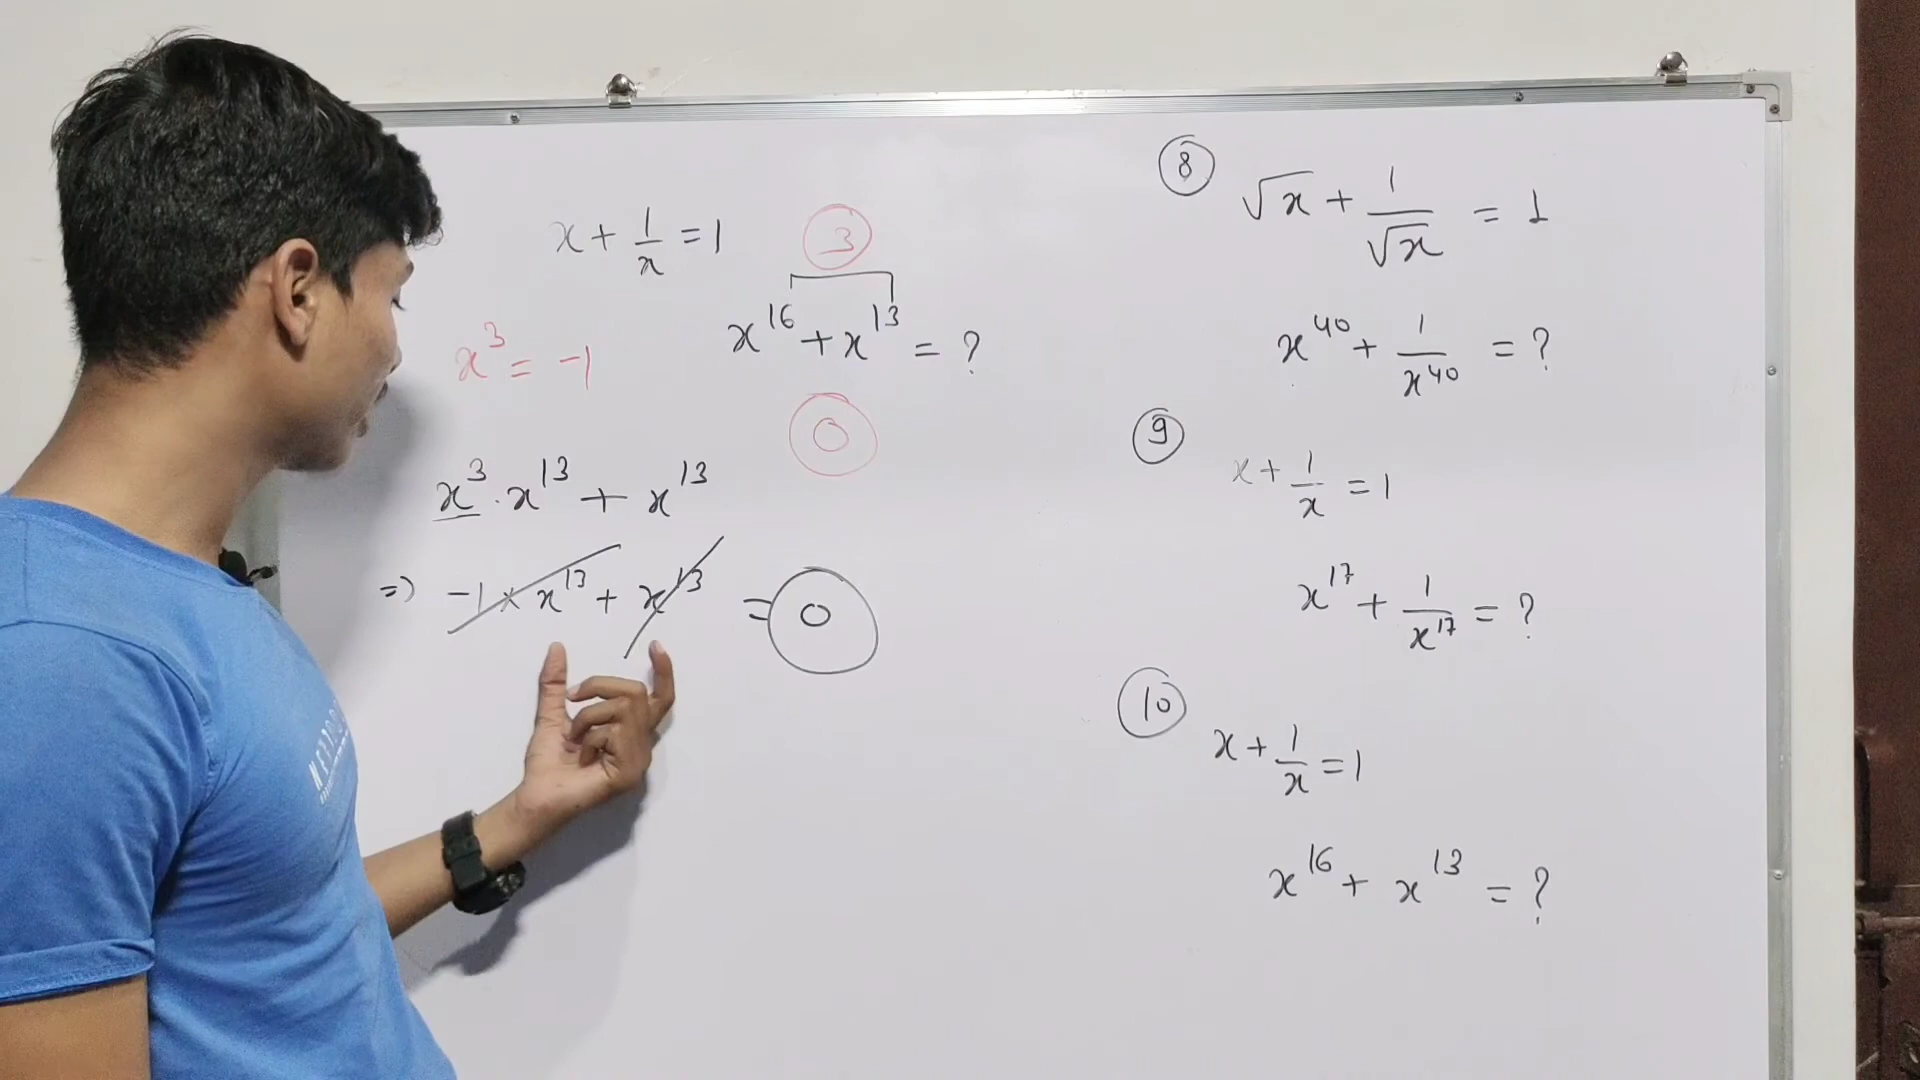 x + 1/x = 1
3
x^16 + x^13 = ?
x^3 = -1
0
x^3 . x^13 + x^13
=> -1 × x^13 + x^13 = 0
8
√x + 1/√x = 1
x^40 + 1/x^40 = ?
9
x + 1/x = 1
x^17 + 1/x^17 = ?
10
x + 1/x = 1
x^16 + x^13 = ?